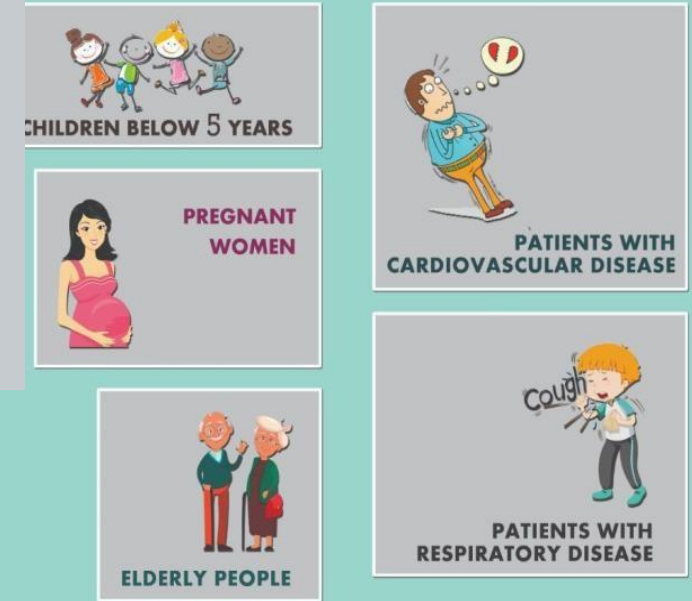 CHILDREN BELOW 5 YEARS
PREGNANT
WOMEN
ELDERLY PEOPLE
PATIENTS WITH
CARDIOVASCULAR DISEASE
Cough
PATIENTS WITH
RESPIRATORY DISEASE